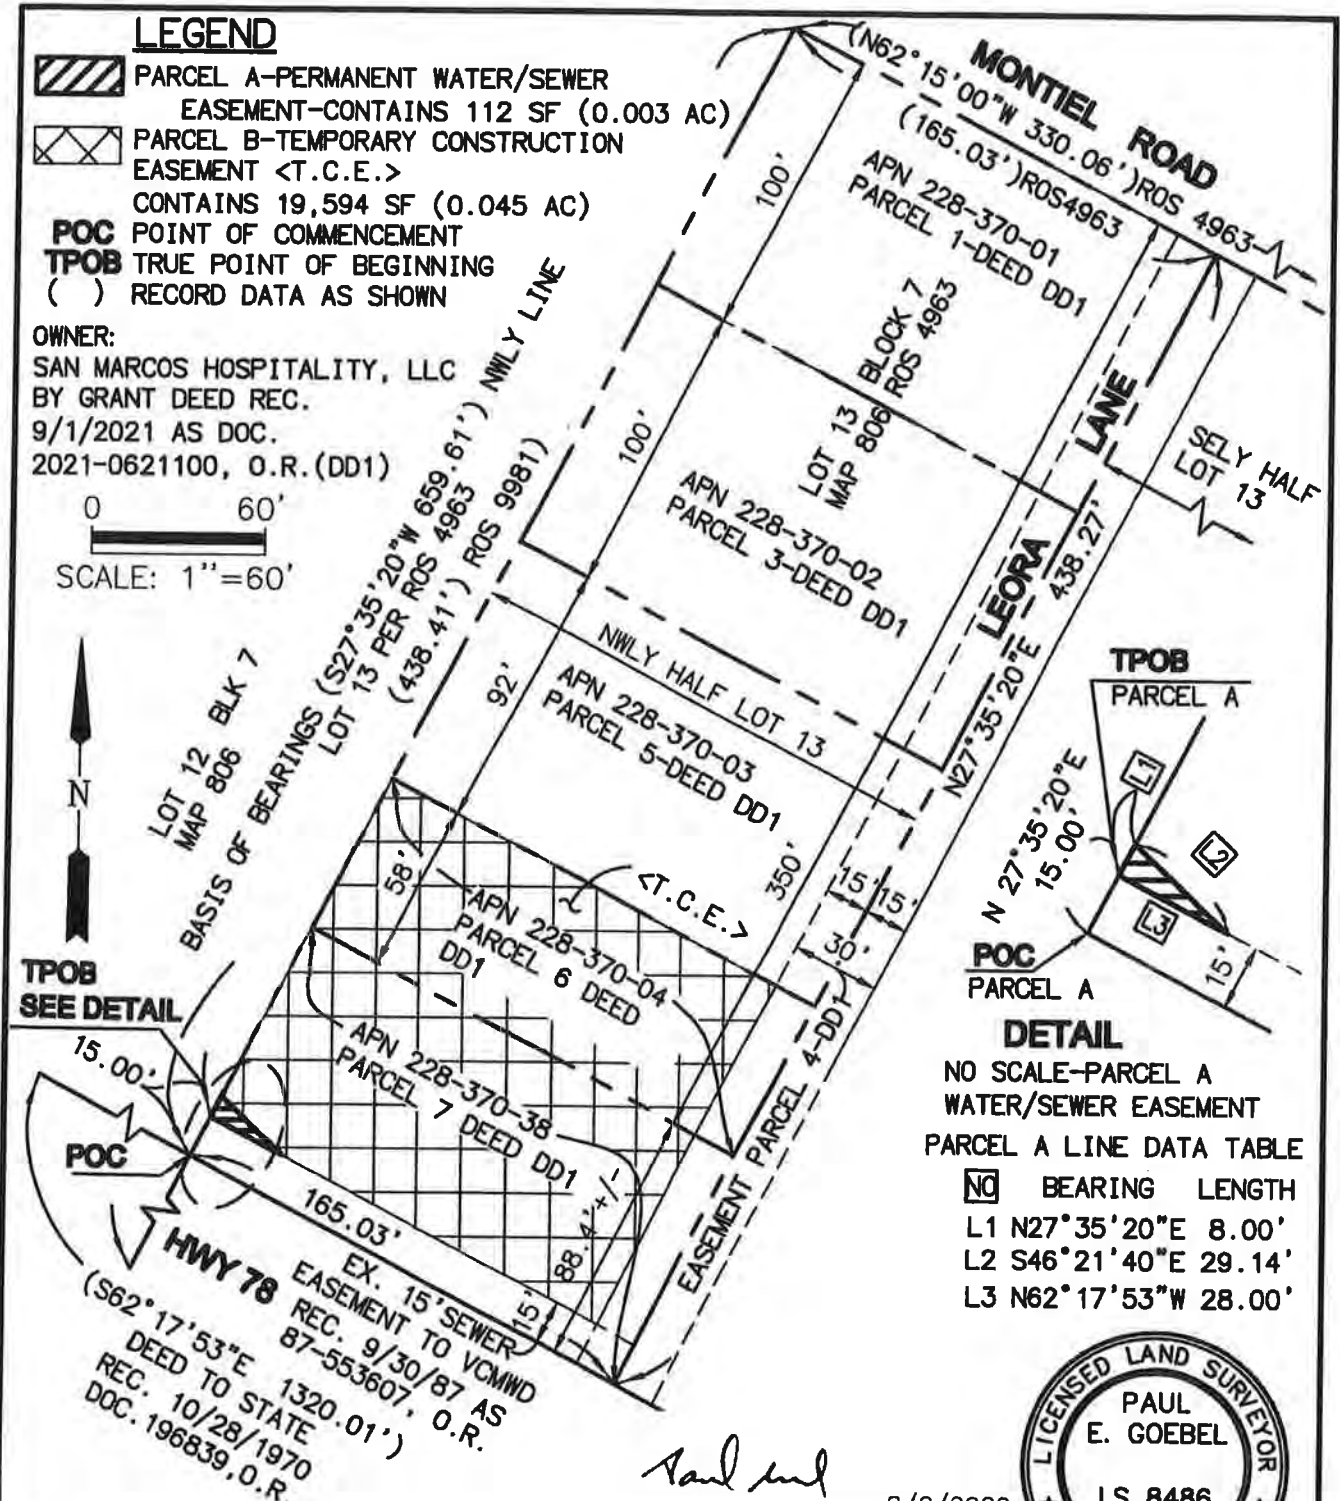 LEGEND
PARCEL A-PERMANENT WATER/SEWER
EASEMENT-CONTAINS 112 SF (0.003 AC)
PARCEL B-TEMPORARY CONSTRUCTION
EASEMENT <T.C.E.>
CONTAINS 19,594 SF (0.045 AC)
POC POINT OF COMMENCEMENT
TPOB TRUE POINT OF BEGINNING
( ) RECORD DATA AS SHOWN
OWNER:
SAN MARCOS HOSPITALITY, LLC
BY GRANT DEED REC.
9/1/2021 AS DOC.
2021-0621100, O.R.(DD1)
0 60'
SCALE: 1"=60'
N
MONTIEL ROAD
(N62°15'00"W 330.06')ROS 4963
(165.03')ROS4963
100'
APN 228-370-01
PARCEL 1-DEED DD1
LOT 13 BLOCK 7
MAP 806 ROS 4963
100'
APN 228-370-02
PARCEL 3-DEED DD1
LEORA LANE
SELY HALF
LOT 13
N27°35'20"E 438.27'
BASIS OF BEARINGS (S27°35'20"W 659.61') NWLY LINE
LOT 13 PER ROS 4963
(438.41') ROS 9981)
LOT 12 BLK 7
MAP 806
NWLY HALF LOT 13
92'
APN 228-370-03
PARCEL 5-DEED DD1
350'
15' 15'
30'
<T.C.E.>
58'
APN 228-370-04
PARCEL 6 DEED
DD1
APN 228-370-38
PARCEL 7 DEED DD1
EASEMENT PARCEL 4-DD1
88.4'+/-
TPOB
SEE DETAIL
15.00'
POC
165.03'
15'
HWY 78
EX. 15'SEWER
EASEMENT TO VCMWD
REC. 9/30/87 AS
87-553607, O.R.
(S62°17'53"E 1320.01')
DEED TO STATE
REC. 10/28/1970
DOC.196839,O.R.
TPOB
PARCEL A
L1
L2
L3
N 27°35'20"E
15.00'
15'
POC
PARCEL A
DETAIL
NO SCALE-PARCEL A
WATER/SEWER EASEMENT
PARCEL A LINE DATA TABLE
NO BEARING LENGTH
L1 N27°35'20"E 8.00'
L2 S46°21'40"E 29.14'
L3 N62°17'53"W 28.00'
LICENSED LAND SURVEYOR
PAUL
E. GOEBEL
LS 8486